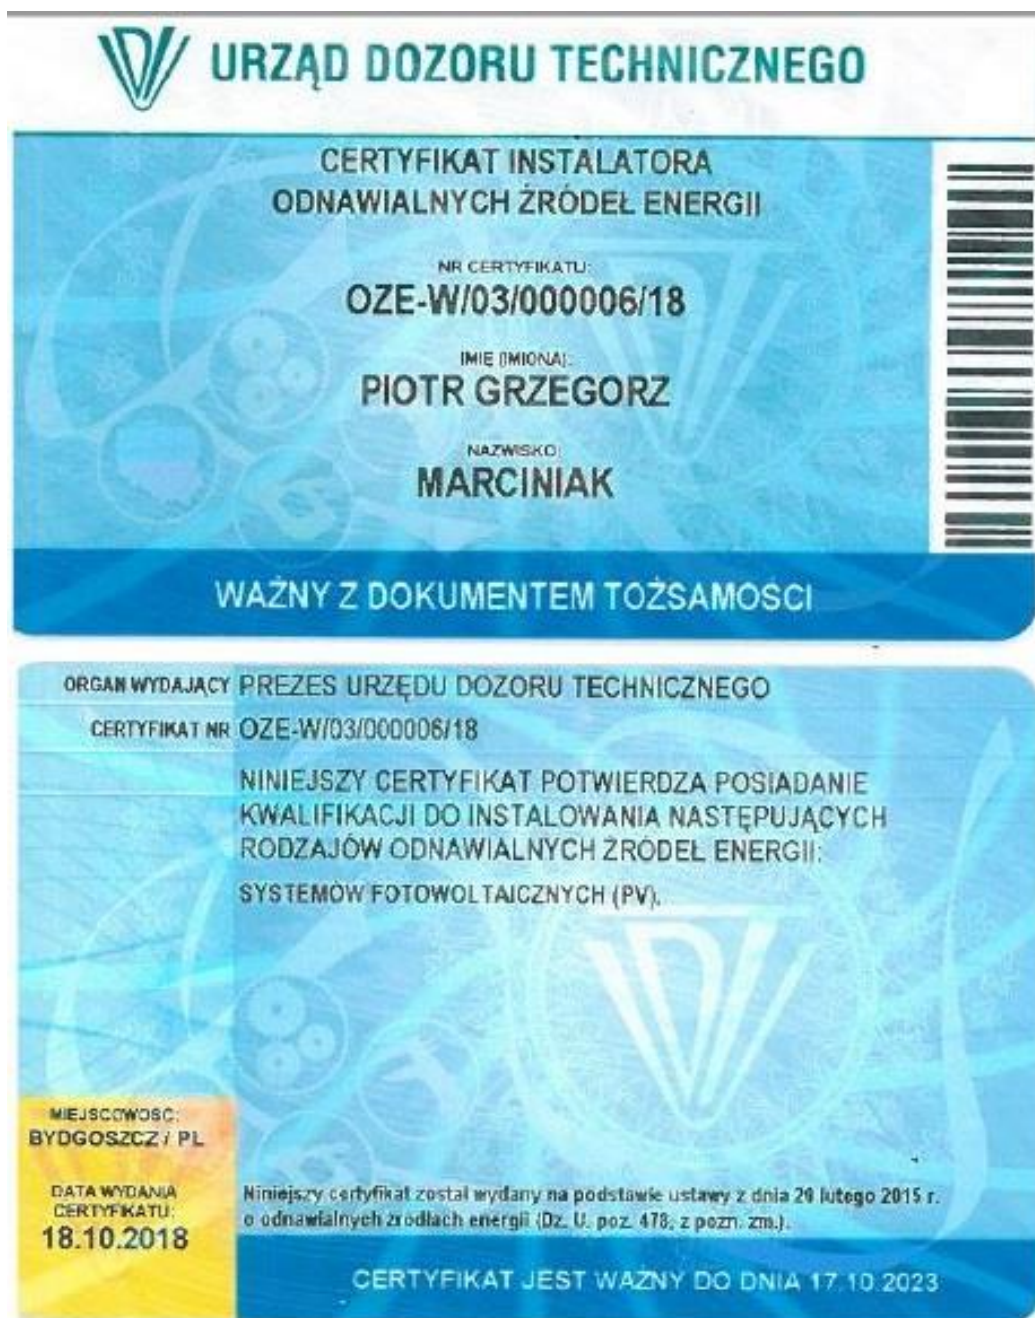 URZĄD DOZORU TECHNICZNEGO
CERTYFIKAT INSTALATORA
ODNAWIALNYCH ŹRÓDEŁ ENERGII
NR CERTYFIKATU:
OZE-W/03/000006/18
IMIĘ (IMIONA):
PIOTR GRZEGORZ
NAZWISKO:
MARCINIAK
WAŻNY Z DOKUMENTEM TOŻSAMOŚCI
ORGAN WYDAJĄCY PREZES URZĘDU DOZORU TECHNICZNEGO
CERTYFIKAT NR OZE-W/03/000006/18
NINIEJSZY CERTYFIKAT POTWIERDZA POSIADANIE
KWALIFIKACJI DO INSTALOWANIA NASTĘPUJĄCYCH
RODZAJÓW ODNAWIALNYCH ŹRÓDEŁ ENERGII:
SYSTEMÓW FOTOWOLTAICZNYCH (PV).
MIEJSCOWOŚĆ:
BYDGOSZCZ / PL
DATA WYDANIA
CERTYFIKATU:
18.10.2018
Niniejszy certyfikat został wydany na podstawie ustawy z dnia 20 lutego 2015 r.
o odnawialnych źródłach energii (Dz. U. poz. 478, z pozn. zm.).
CERTYFIKAT JEST WAŻNY DO DNIA 17.10.2023